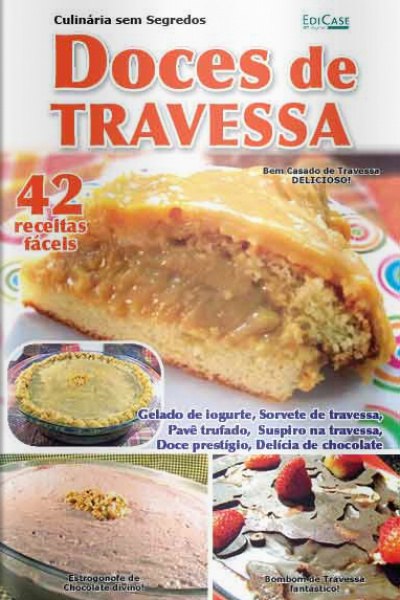 Culinária sem Segredos
EDICASE
Doces de
TRAVESSA
Bem Casado de Travessa
DELICIOSO!
42
receitas
fáceis
Gelado de iogurte, Sorvete de travessa,
Pavê trufado, Suspiro na travessa,
Doce prestígio, Delícia de chocolate
Estrogonofe de
Chocolate divino!
Bombom de Travessa
fantástico!